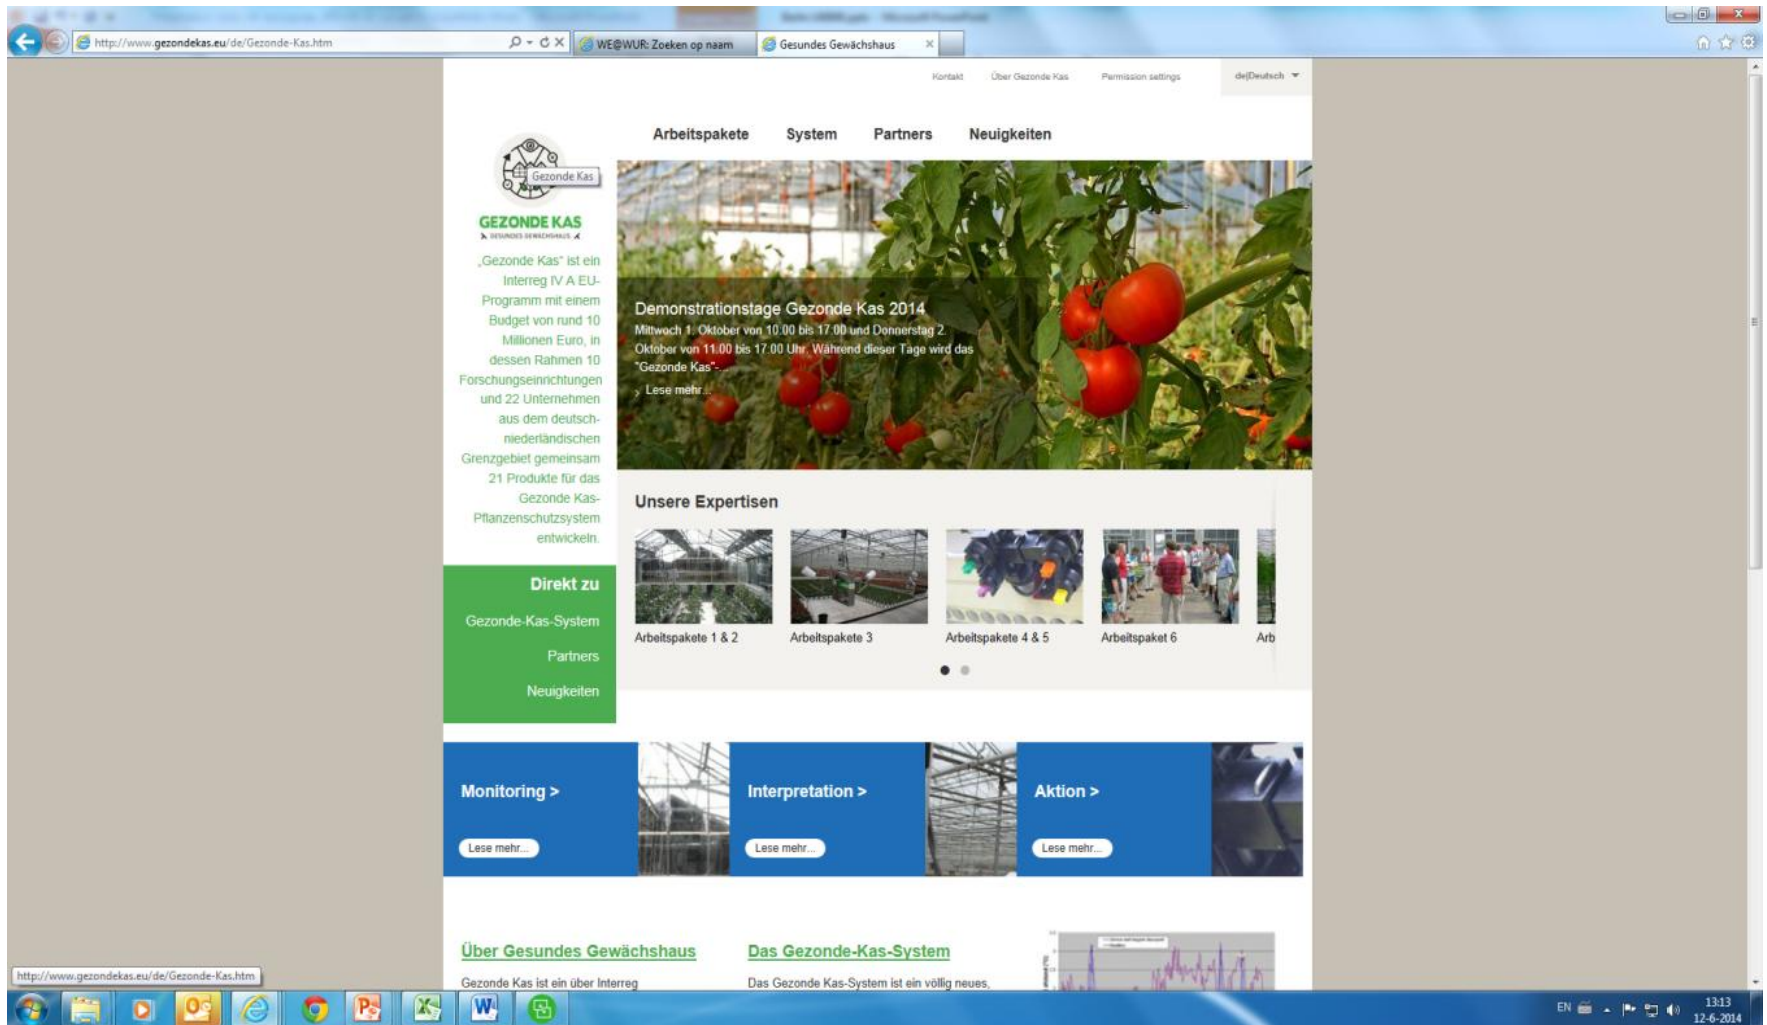 http://www.gezondekas.eu/de/Gezonde-Kas.htm
WE@WUR: Zoeken op naam
Gesundes Gewächshaus
Kontakt
Über Gezonde Kas
Permission settings
de|Deutsch
Arbeitspakete
System
Partners
Neuigkeiten
Gezonde Kas
GEZONDE KAS
GESUNDES GEWÄCHSHAUS
„Gezonde Kas“ ist ein
Interreg IV A EU-
Programm mit einem
Budget von rund 10
Millionen Euro, in
dessen Rahmen 10
Forschungseinrichtungen
und 22 Unternehmen
aus dem deutsch-
niederländischen
Grenzgebiet gemeinsam
21 Produkte für das
Gezonde Kas-
Pflanzenschutzsystem
entwickeln.
Demonstrationstage Gezonde Kas 2014
Mittwoch 1. Oktober von 10:00 bis 17:00 und Donnerstag 2.
Oktober von 11.00 bis 17.00 Uhr. Während dieser Tage wird das
"Gezonde Kas"-...
› Lese mehr...
Unsere Expertisen
Arbeitspakete 1 & 2
Arbeitspakete 3
Arbeitspakete 4 & 5
Arbeitspaket 6
Arb
Direkt zu
Gezonde-Kas-System
Partners
Neuigkeiten
Monitoring >
Lese mehr...
Interpretation >
Lese mehr...
Aktion >
Lese mehr...
Über Gesundes Gewächshaus
Gezonde Kas ist ein über Interreg
Das Gezonde-Kas-System
Das Gezonde Kas-System ist ein völlig neues,
http://www.gezondekas.eu/de/Gezonde-Kas.htm
EN
13:13
12-6-2014